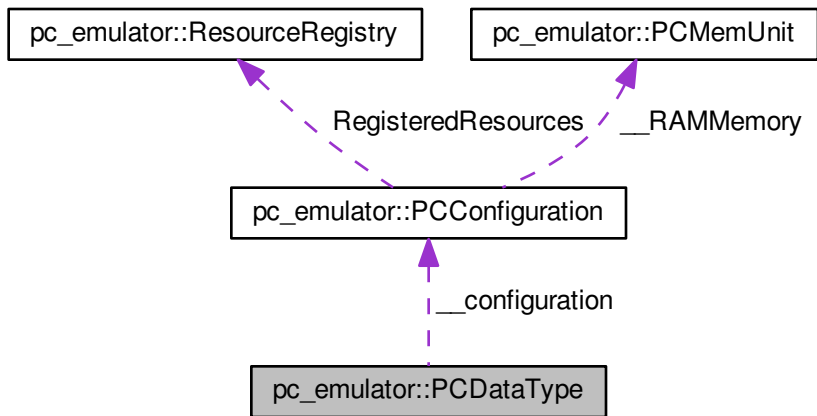 pc_emulator::ResourceRegistry
pc_emulator::PCMemUnit
RegisteredResources
__RAMMemory
pc_emulator::PCConfiguration
__configuration
pc_emulator::PCDataType